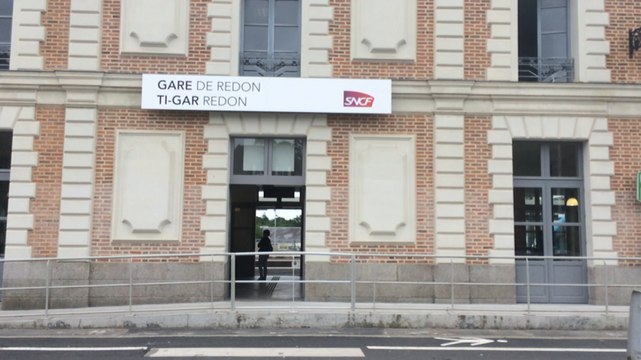 GARE DE REDON
TI-GAR REDON
SNCF